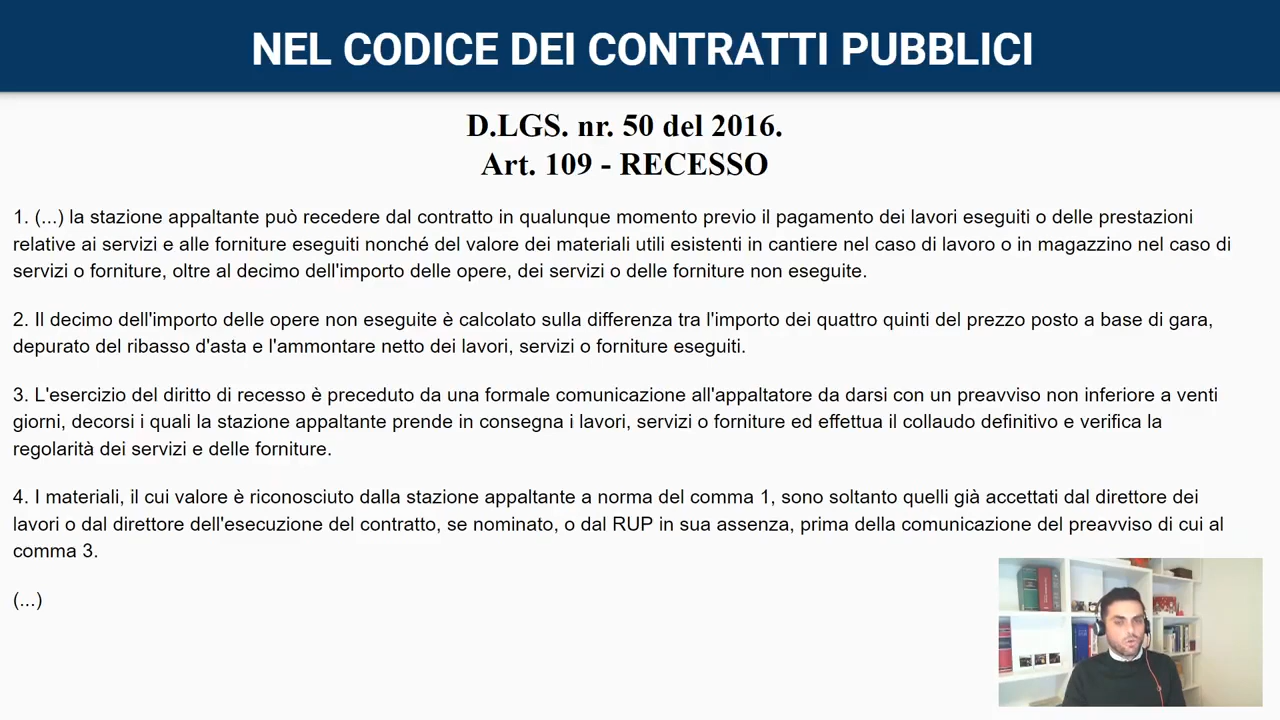 NEL CODICE DEI CONTRATTI PUBBLICI
D.LGS. nr. 50 del 2016.
Art. 109 - RECESSO
1. (...) la stazione appaltante può recedere dal contratto in qualunque momento previo il pagamento dei lavori eseguiti o delle prestazioni
relative ai servizi e alle forniture eseguiti nonché del valore dei materiali utili esistenti in cantiere nel caso di lavoro o in magazzino nel caso di
servizi o forniture, oltre al decimo dell'importo delle opere, dei servizi o delle forniture non eseguite.
2. Il decimo dell'importo delle opere non eseguite è calcolato sulla differenza tra l'importo dei quattro quinti del prezzo posto a base di gara,
depurato del ribasso d'asta e l'ammontare netto dei lavori, servizi o forniture eseguiti.
3. L'esercizio del diritto di recesso è preceduto da una formale comunicazione all'appaltatore da darsi con un preavviso non inferiore a venti
giorni, decorsi i quali la stazione appaltante prende in consegna i lavori, servizi o forniture ed effettua il collaudo definitivo e verifica la
regolarità dei servizi e delle forniture.
4. I materiali, il cui valore è riconosciuto dalla stazione appaltante a norma del comma 1, sono soltanto quelli già accettati dal direttore dei
lavori o dal direttore dell'esecuzione del contratto, se nominato, o dal RUP in sua assenza, prima della comunicazione del preavviso di cui al
comma 3.
(...)